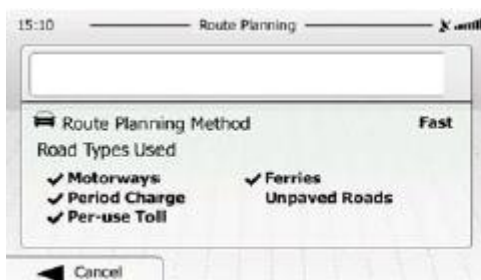 15:10 Route Planning
Route Planning Method Fast
Road Types Used
Motorways Ferries
Period Charge Unpaved Roads
Per-use Toll
Cancel